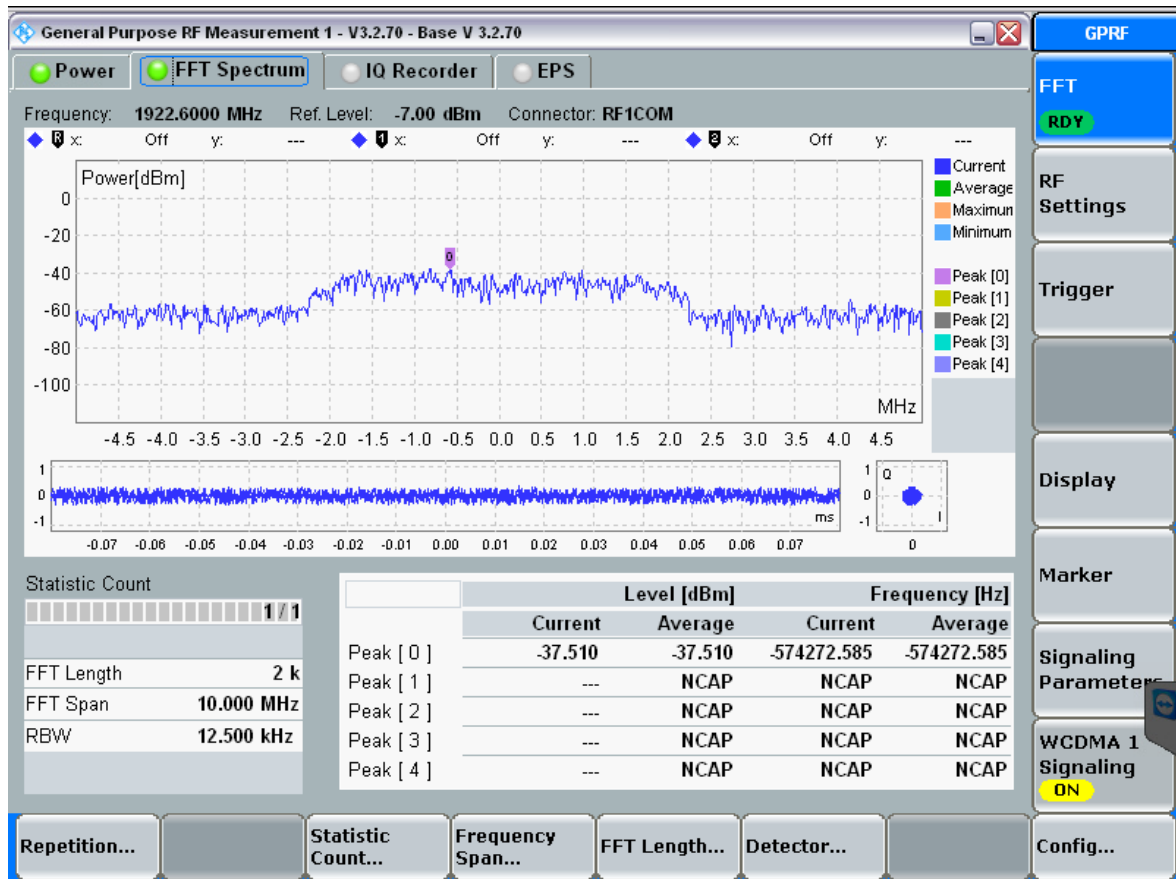 General Purpose RF Measurement 1 - V3.2.70 - Base V 3.2.70
Power FFT Spectrum IQ Recorder EPS
Frequency: 1922.6000 MHz Ref. Level: -7.00 dBm Connector: RF1COM
R x: Off y: --- 1 x: Off y: --- 2 x: Off y: ---
Power[dBm]
0
-20
-40
-60
-80
-100
0
MHz
-4.5 -4.0 -3.5 -3.0 -2.5 -2.0 -1.5 -1.0 -0.5 0.0 0.5 1.0 1.5 2.0 2.5 3.0 3.5 4.0 4.5
Current
Average
Maximun
Minimum
Peak [0]
Peak [1]
Peak [2]
Peak [3]
Peak [4]
1
0
-1
ms
-0.07 -0.06 -0.05 -0.04 -0.03 -0.02 -0.01 0.00 0.01 0.02 0.03 0.04 0.05 0.06 0.07
1 Q
0
-1 I
0
Statistic Count
1 / 1
FFT Length 2 k
FFT Span 10.000 MHz
RBW 12.500 kHz
Level [dBm] Frequency [Hz]
Current Average Current Average
Peak [ 0 ] -37.510 -37.510 -574272.585 -574272.585
Peak [ 1 ] --- NCAP NCAP NCAP
Peak [ 2 ] --- NCAP NCAP NCAP
Peak [ 3 ] --- NCAP NCAP NCAP
Peak [ 4 ] --- NCAP NCAP NCAP
GPRF
FFT
RDY
RF
Settings
Trigger
Display
Marker
Signaling
Parameters
WCDMA 1
Signaling
ON
Repetition...
Statistic
Count...
Frequency
Span...
FFT Length...
Detector...
Config...